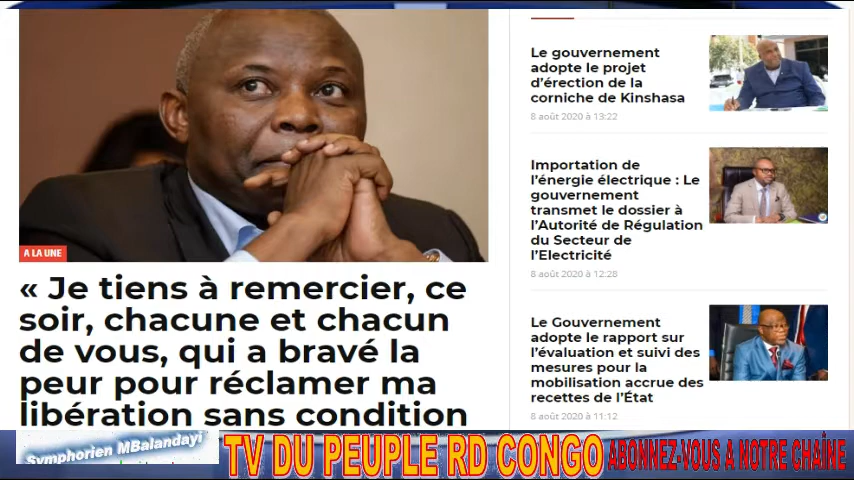 A LA UNE
« Je tiens à remercier, ce
soir, chacune et chacun
de vous, qui a bravé la
peur pour réclamer ma
libération sans condition
Le gouvernement
adopte le projet
d'érection de la
corniche de Kinshasa
8 août 2020 à 13:22
Importation de
l'énergie électrique : Le
gouvernement
transmet le dossier à
l'Autorité de Régulation
du Secteur de
l'Electricité
8 août 2020 à 12:28
Le Gouvernement
adopte le rapport sur
l'évaluation et suivi des
mesures pour la
mobilisation accrue des
recettes de l'État
8 août 2020 à 11:12
Symphorien MBalandayi
TV DU PEUPLE RD CONGO
ABONNEZ-VOUS A NOTRE CHAÎNE